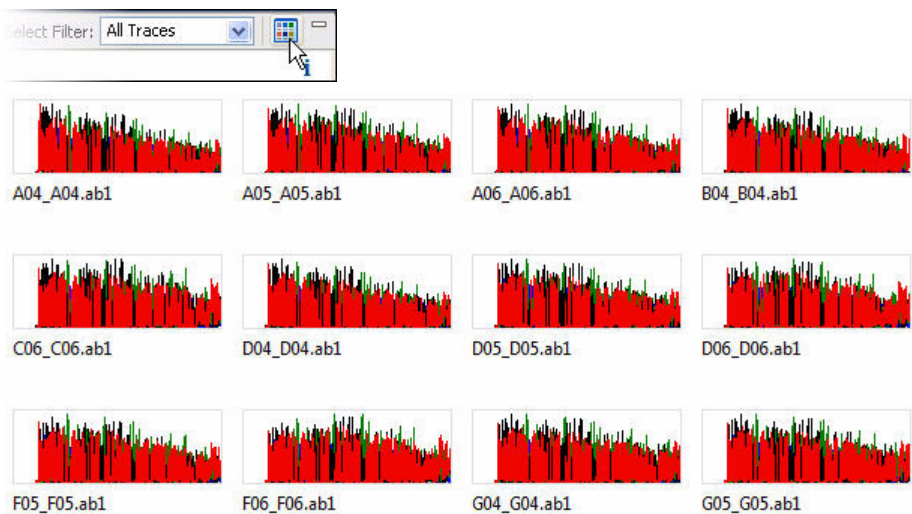 Select Filter: All Traces
i
A04_A04.ab1 A05_A05.ab1 A06_A06.ab1 B04_B04.ab1
C06_C06.ab1 D04_D04.ab1 D05_D05.ab1 D06_D06.ab1
F05_F05.ab1 F06_F06.ab1 G04_G04.ab1 G05_G05.ab1